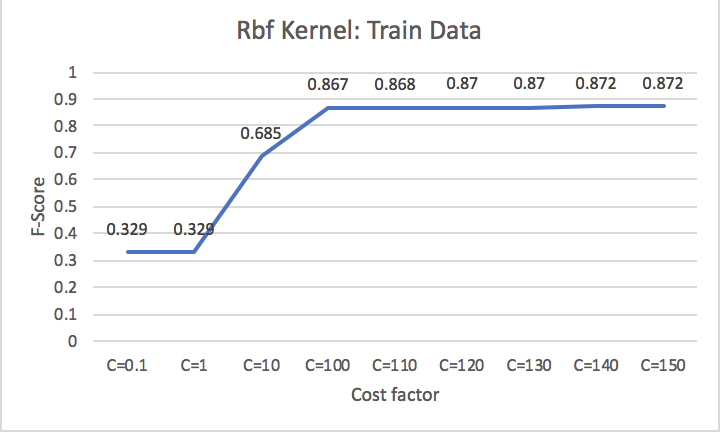 Rbf Kernel: Train Data
1
0.9
0.8
0.7
0.6
0.5
0.4
0.3
0.2
0.1
0
F-Score
0.329 0.329 0.685 0.867 0.868 0.87 0.87 0.872 0.872
C=0.1 C=1 C=10 C=100 C=110 C=120 C=130 C=140 C=150
Cost factor